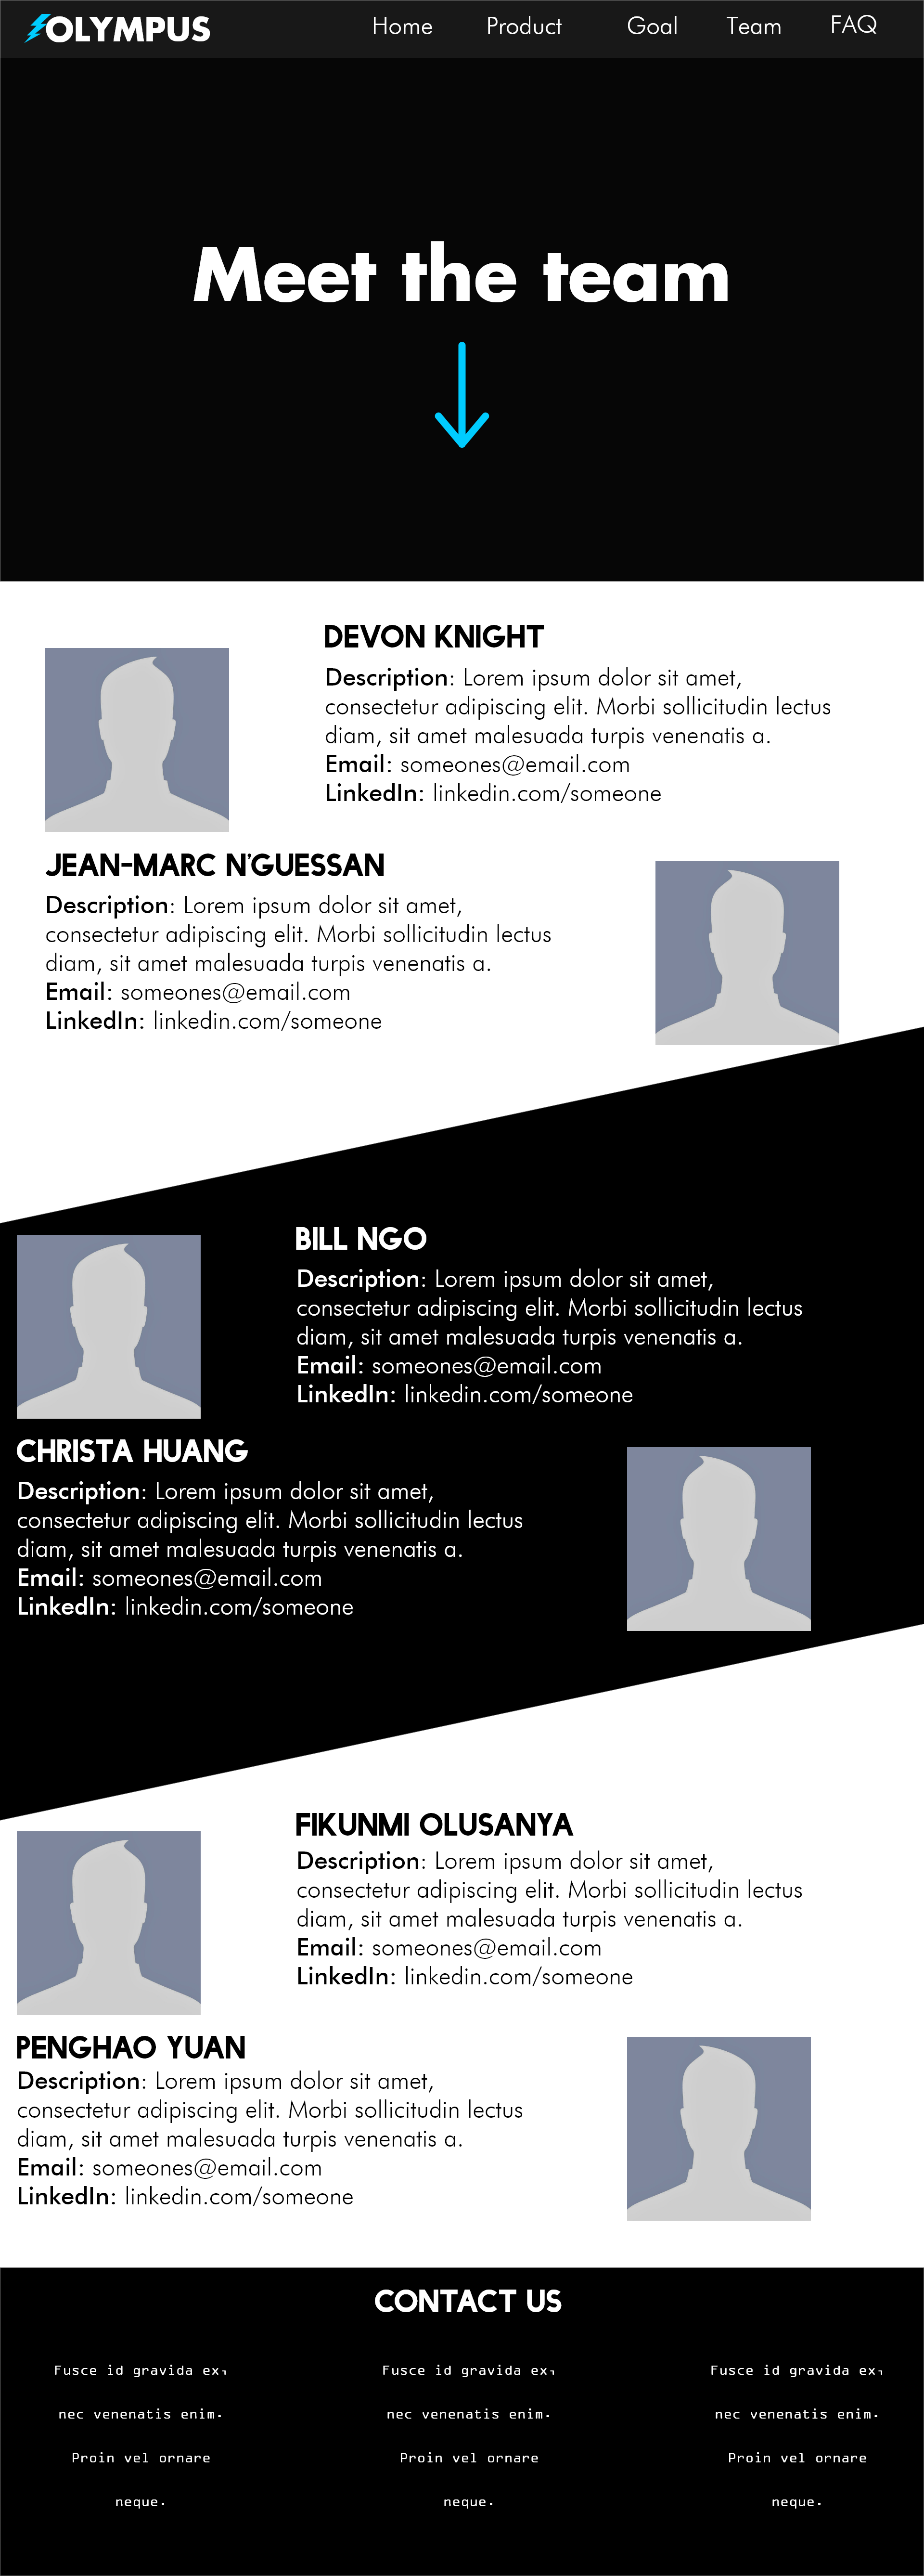 OLYMPUS Home Product Goal Team FAQ
Meet the team
DEVON KNIGHT
Description: Lorem ipsum dolor sit amet,
consectetur adipiscing elit. Morbi sollicitudin lectus
diam, sit amet malesuada turpis venenatis a.
Email: someones@email.com
LinkedIn: linkedin.com/someone
JEAN-MARC N'GUESSAN
Description: Lorem ipsum dolor sit amet,
consectetur adipiscing elit. Morbi sollicitudin lectus
diam, sit amet malesuada turpis venenatis a.
Email: someones@email.com
LinkedIn: linkedin.com/someone
BILL NGO
Description: Lorem ipsum dolor sit amet,
consectetur adipiscing elit. Morbi sollicitudin lectus
diam, sit amet malesuada turpis venenatis a.
Email: someones@email.com
LinkedIn: linkedin.com/someone
CHRISTA HUANG
Description: Lorem ipsum dolor sit amet,
consectetur adipiscing elit. Morbi sollicitudin lectus
diam, sit amet malesuada turpis venenatis a.
Email: someones@email.com
LinkedIn: linkedin.com/someone
FIKUNMI OLUSANYA
Description: Lorem ipsum dolor sit amet,
consectetur adipiscing elit. Morbi sollicitudin lectus
diam, sit amet malesuada turpis venenatis a.
Email: someones@email.com
LinkedIn: linkedin.com/someone
PENGHAO YUAN
Description: Lorem ipsum dolor sit amet,
consectetur adipiscing elit. Morbi sollicitudin lectus
diam, sit amet malesuada turpis venenatis a.
Email: someones@email.com
LinkedIn: linkedin.com/someone
CONTACT US
Fusce id gravida ex,
nec venenatis enim.
Proin vel ornare
neque.
Fusce id gravida ex,
nec venenatis enim.
Proin vel ornare
neque.
Fusce id gravida ex,
nec venenatis enim.
Proin vel ornare
neque.